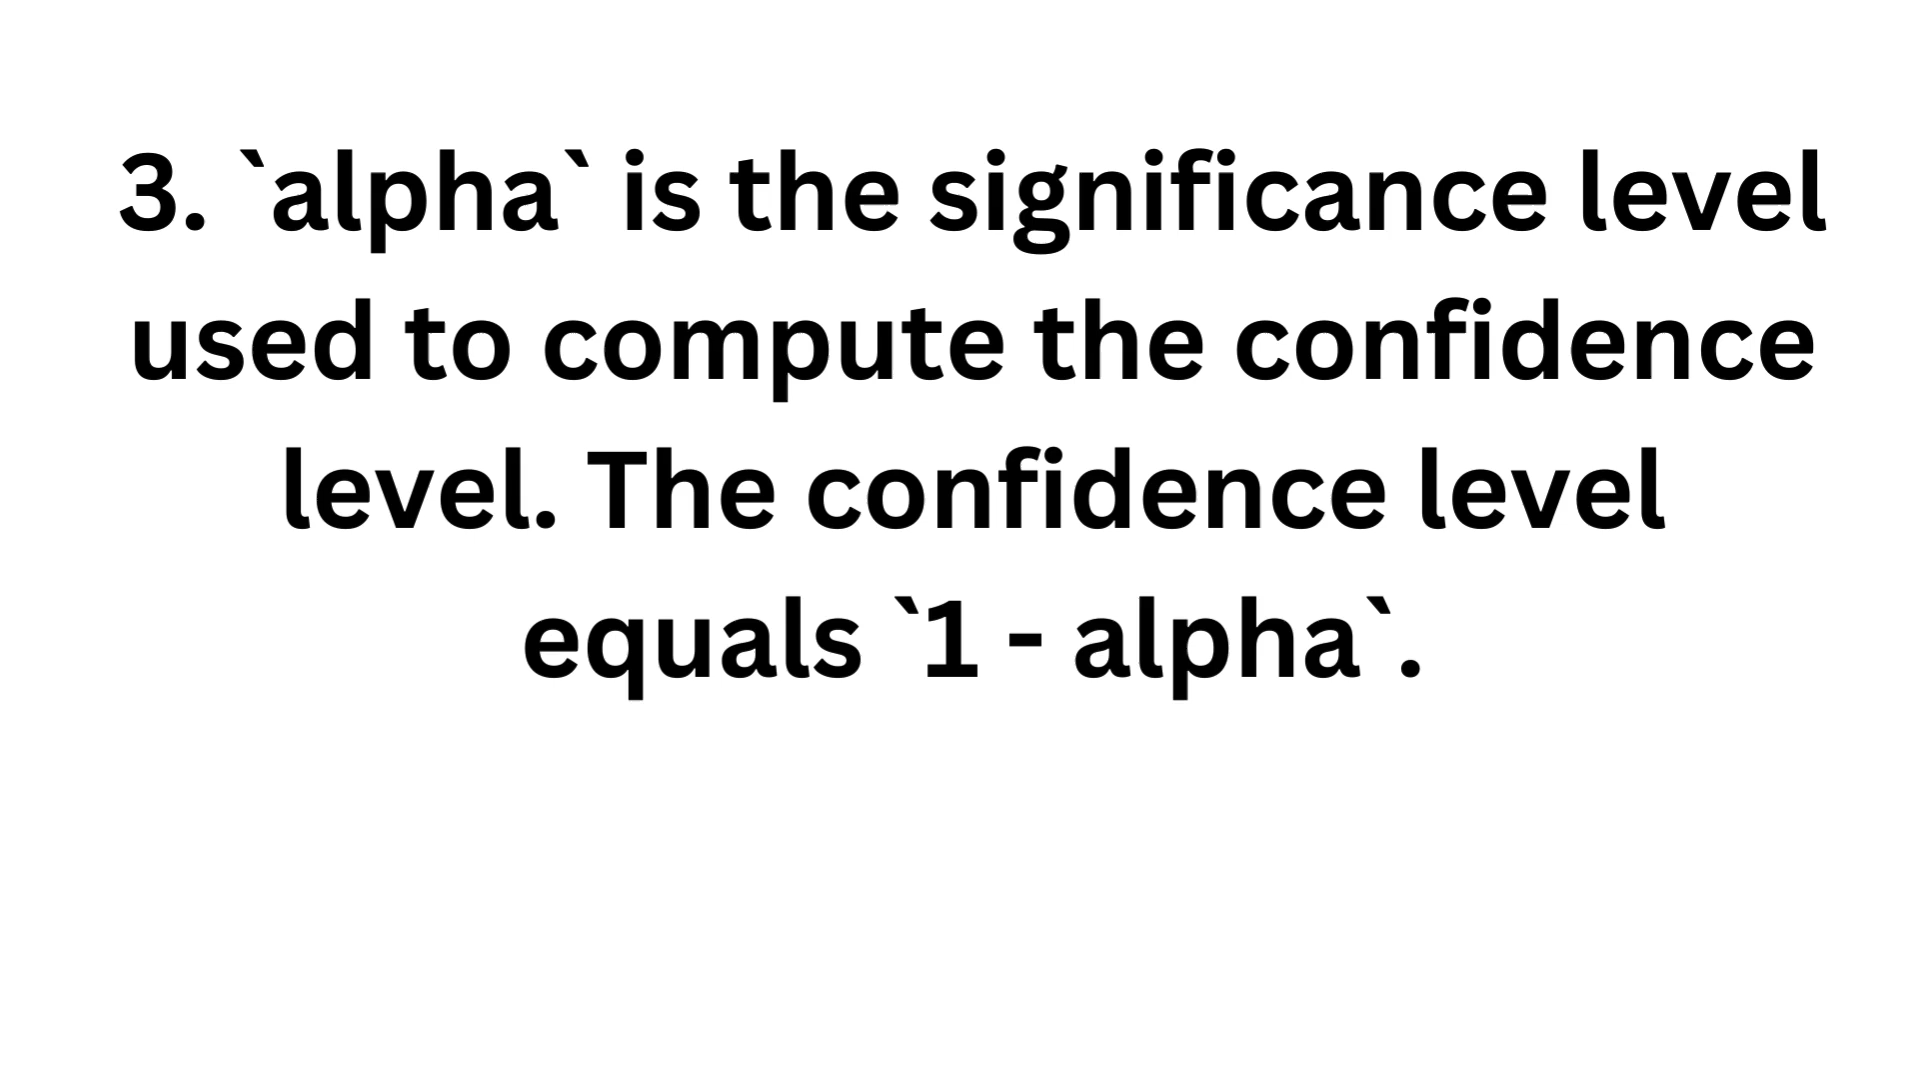 3. `alpha` is the significance level
used to compute the confidence
level. The confidence level
equals `1 - alpha`.